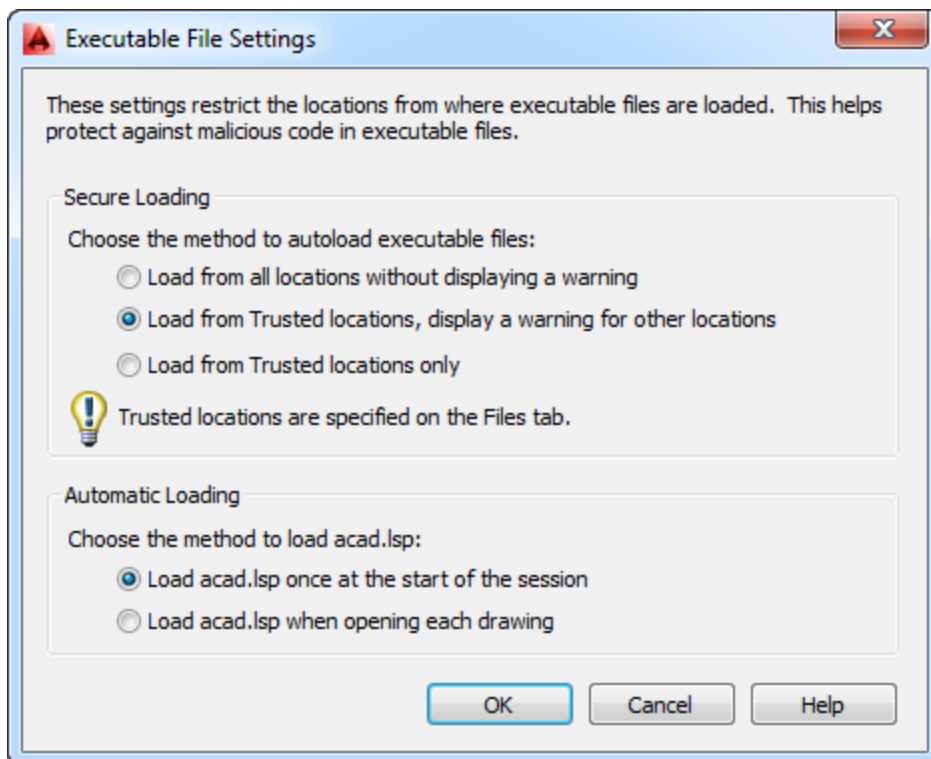 Executable File Settings
These settings restrict the locations from where executable files are loaded.  This helps
protect against malicious code in executable files.
Secure Loading
Choose the method to autoload executable files:
Load from all locations without displaying a warning
Load from Trusted locations, display a warning for other locations
Load from Trusted locations only
Trusted locations are specified on the Files tab.
Automatic Loading
Choose the method to load acad.lsp:
Load acad.lsp once at the start of the session
Load acad.lsp when opening each drawing
OK Cancel Help